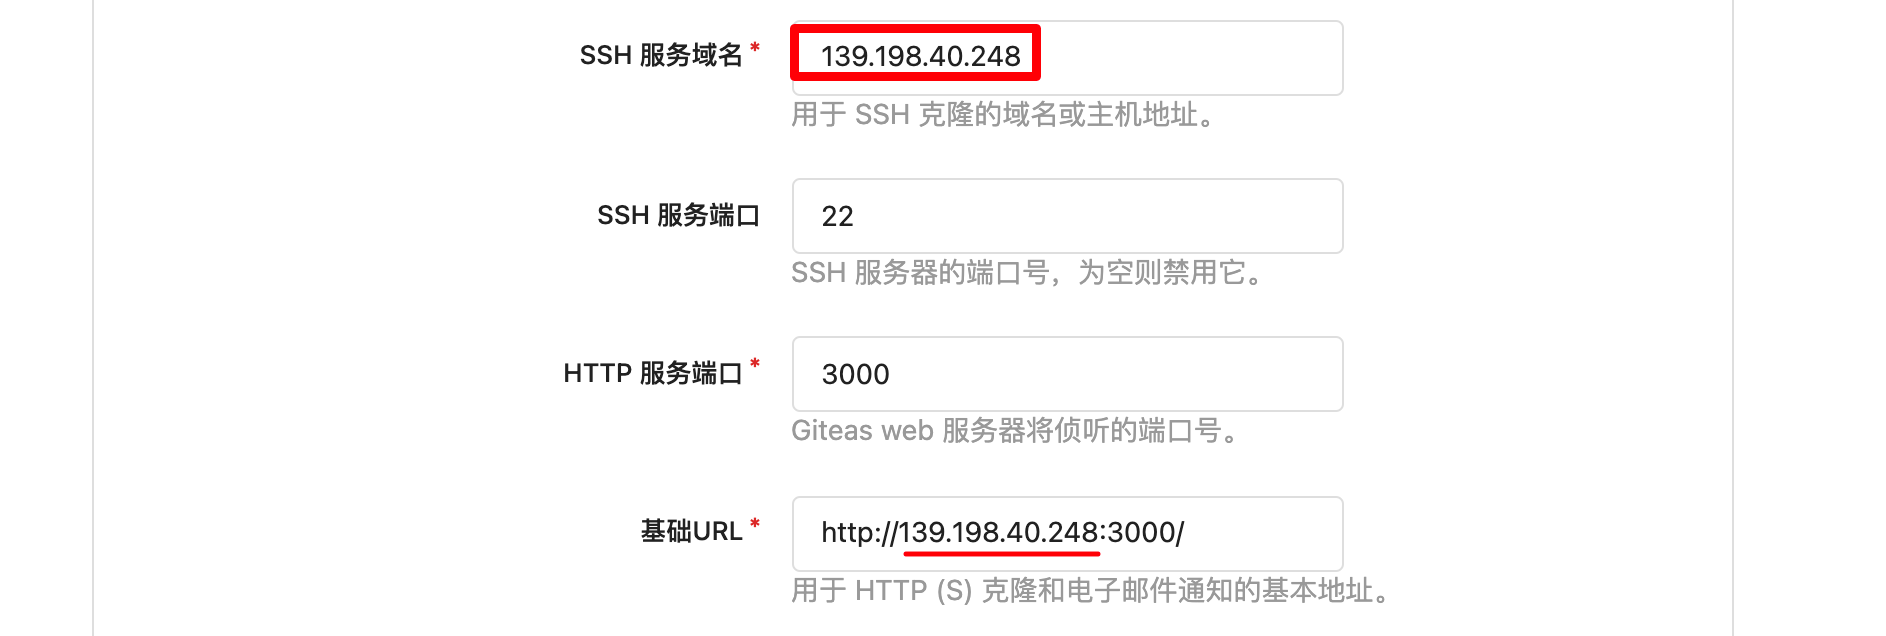 SSH 服务域名*
139.198.40.248
用于 SSH 克隆的域名或主机地址。
SSH 服务端口
22
SSH 服务器的端口号，为空则禁用它。
HTTP 服务端口*
3000
Giteas web 服务器将侦听的端口号。
基础URL*
http://139.198.40.248:3000/
用于 HTTP (S) 克隆和电子邮件通知的基本地址。